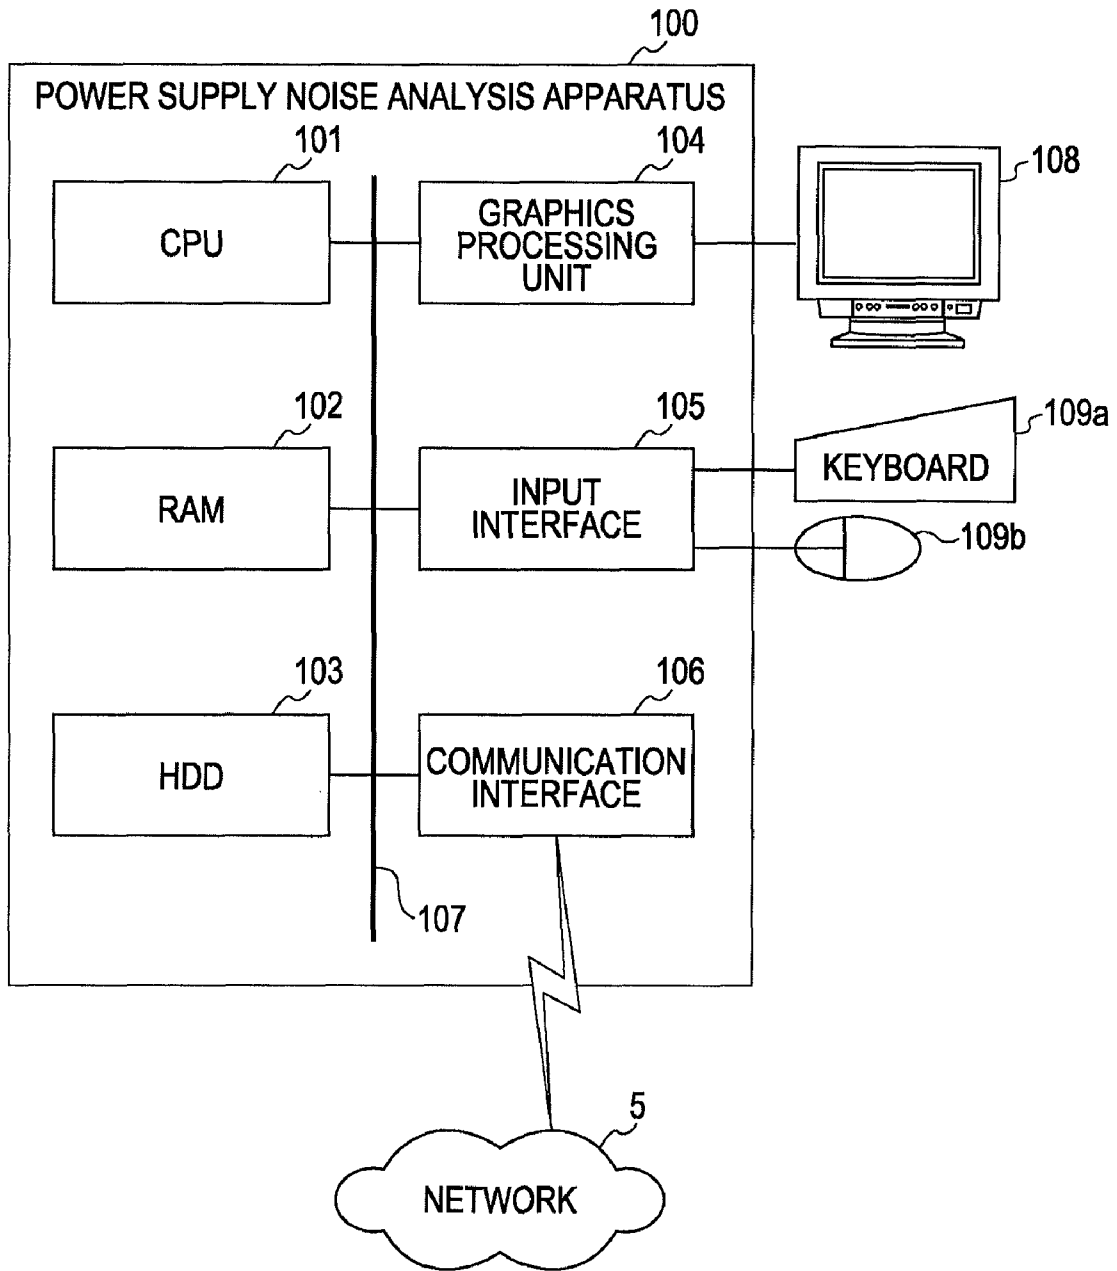 100
POWER SUPPLY NOISE ANALYSIS APPARATUS
101
CPU
104
GRAPHICS
PROCESSING
UNIT
108
102
RAM
105
INPUT
INTERFACE
109a
KEYBOARD
109b
103
HDD
106
COMMUNICATION
INTERFACE
107
5
NETWORK